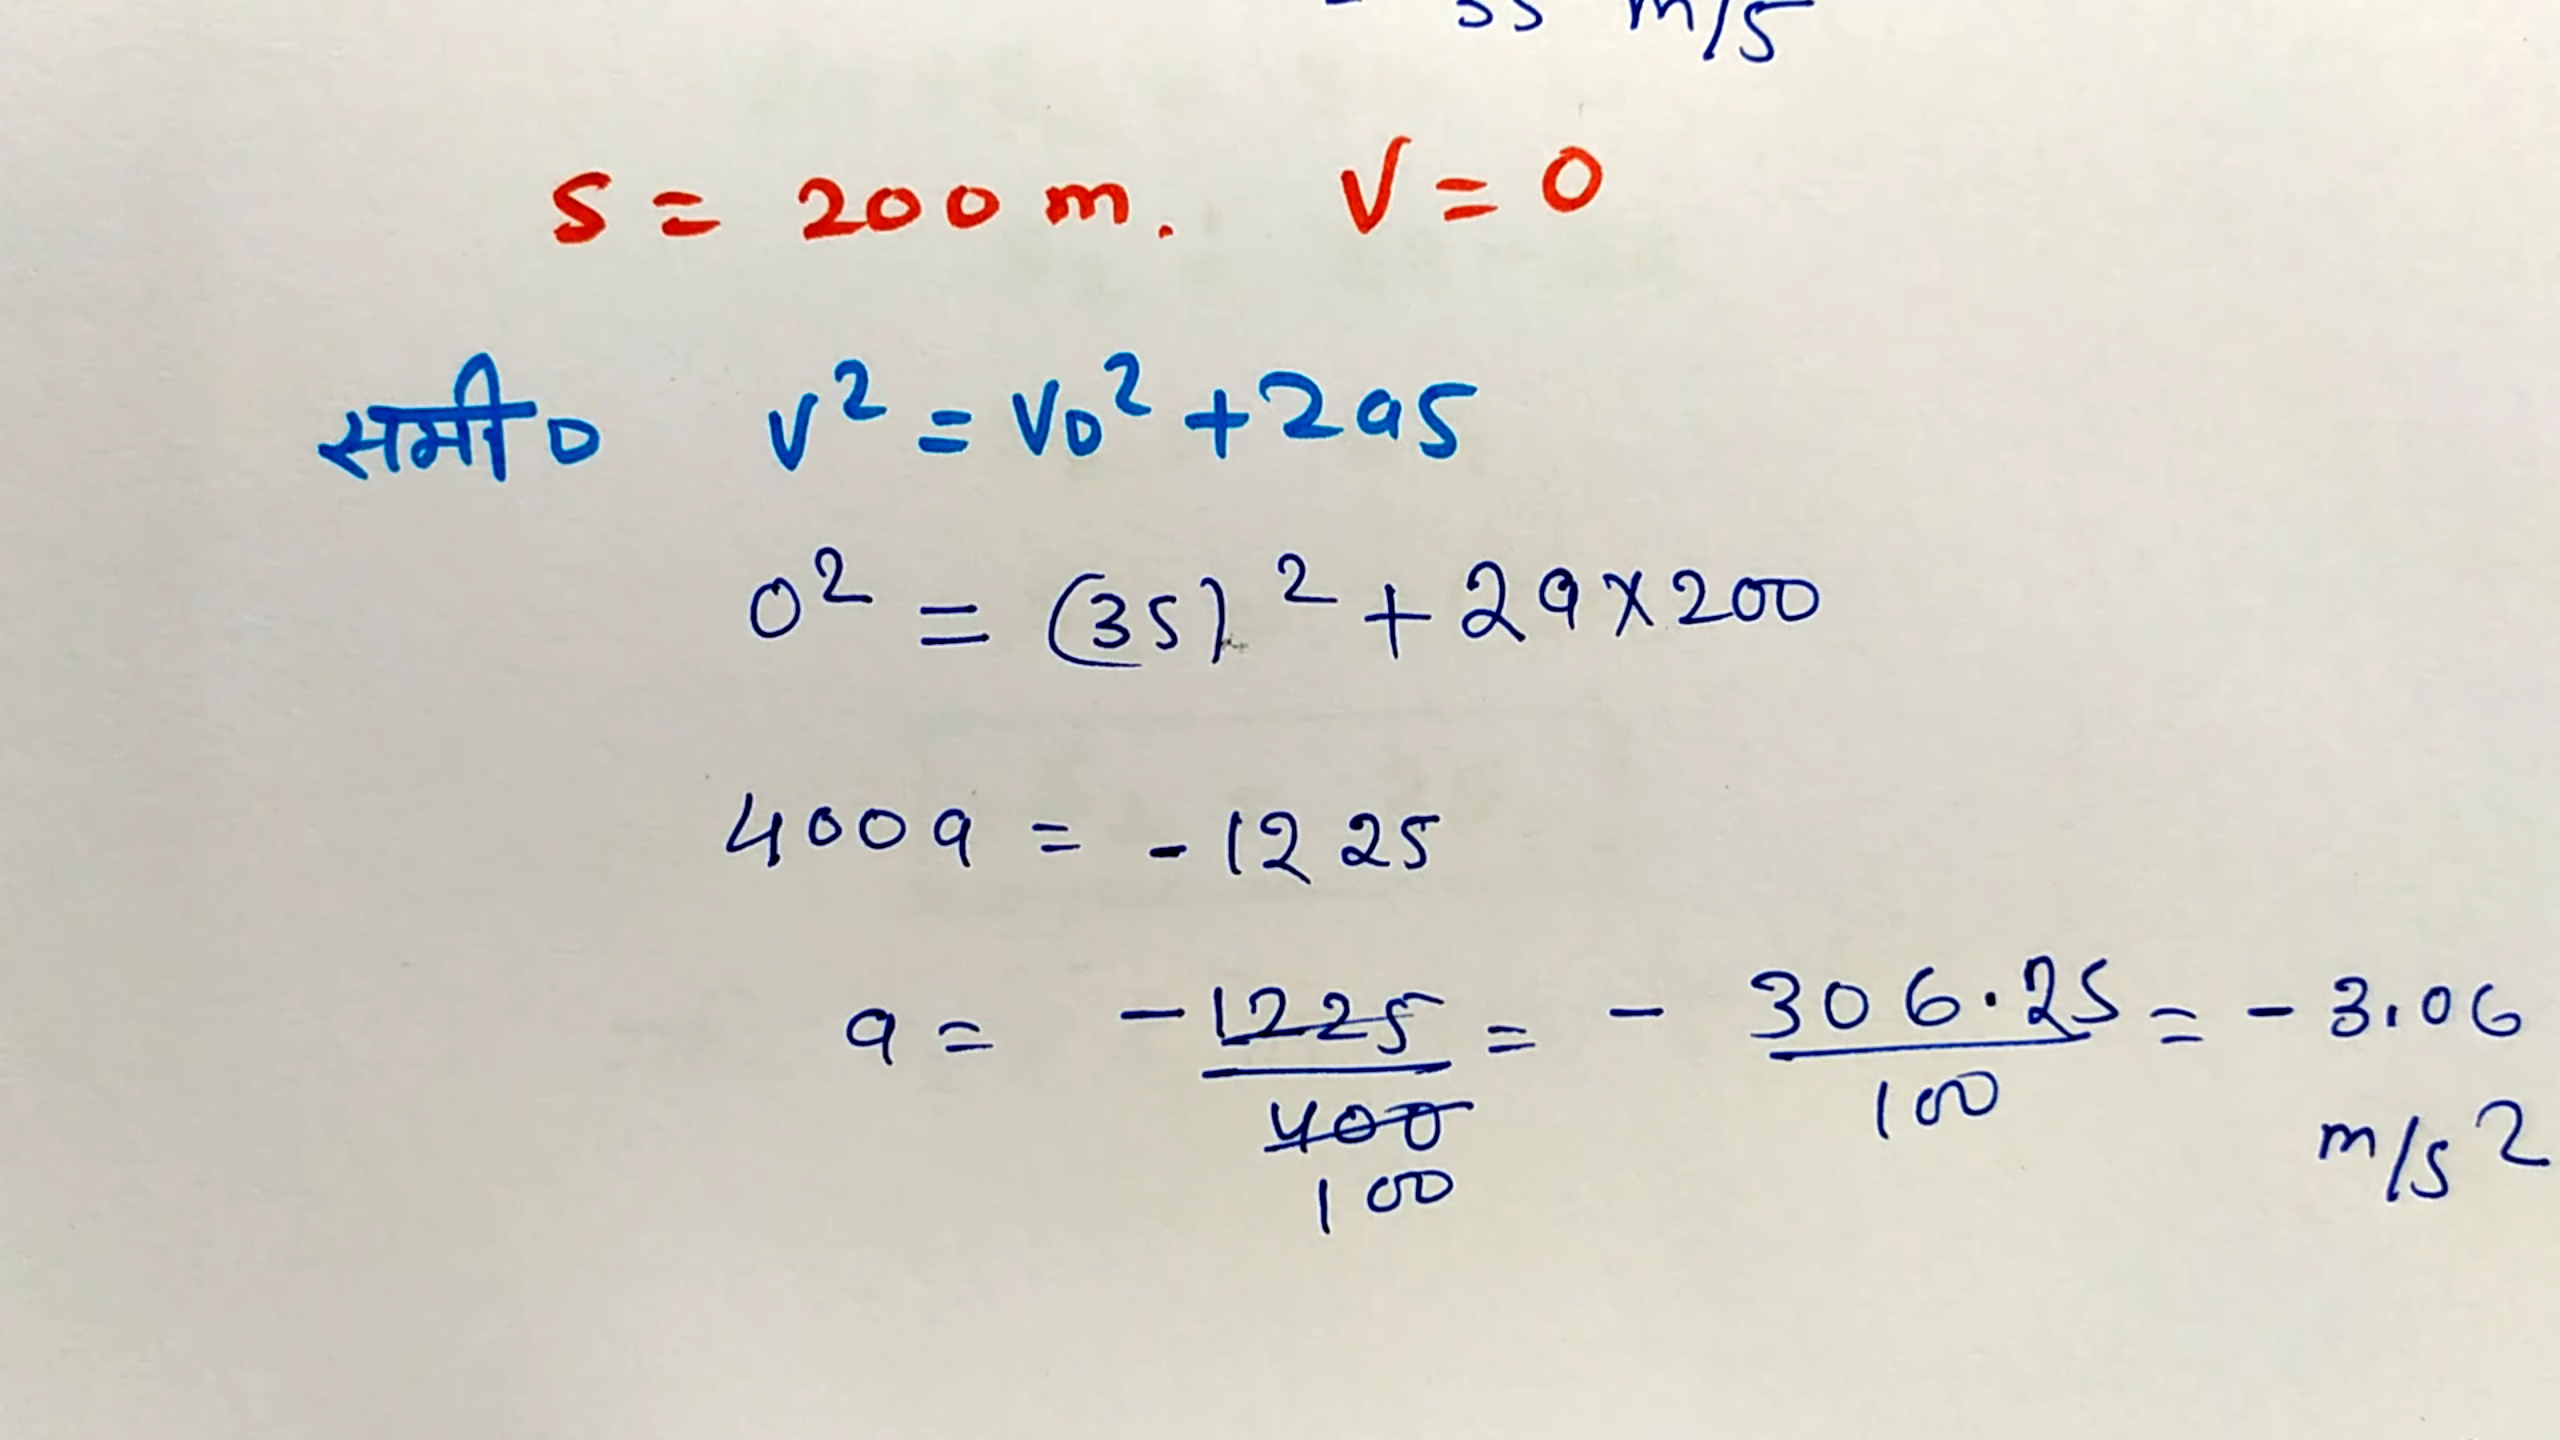 = 35 m/s
S = 200 m. V = 0
समी० v² = v₀² + 2as
0² = (35)² + 2a×200
400a = -1225
a = -1225/400 = - 306.25/100 = -3.06
100
m/s²